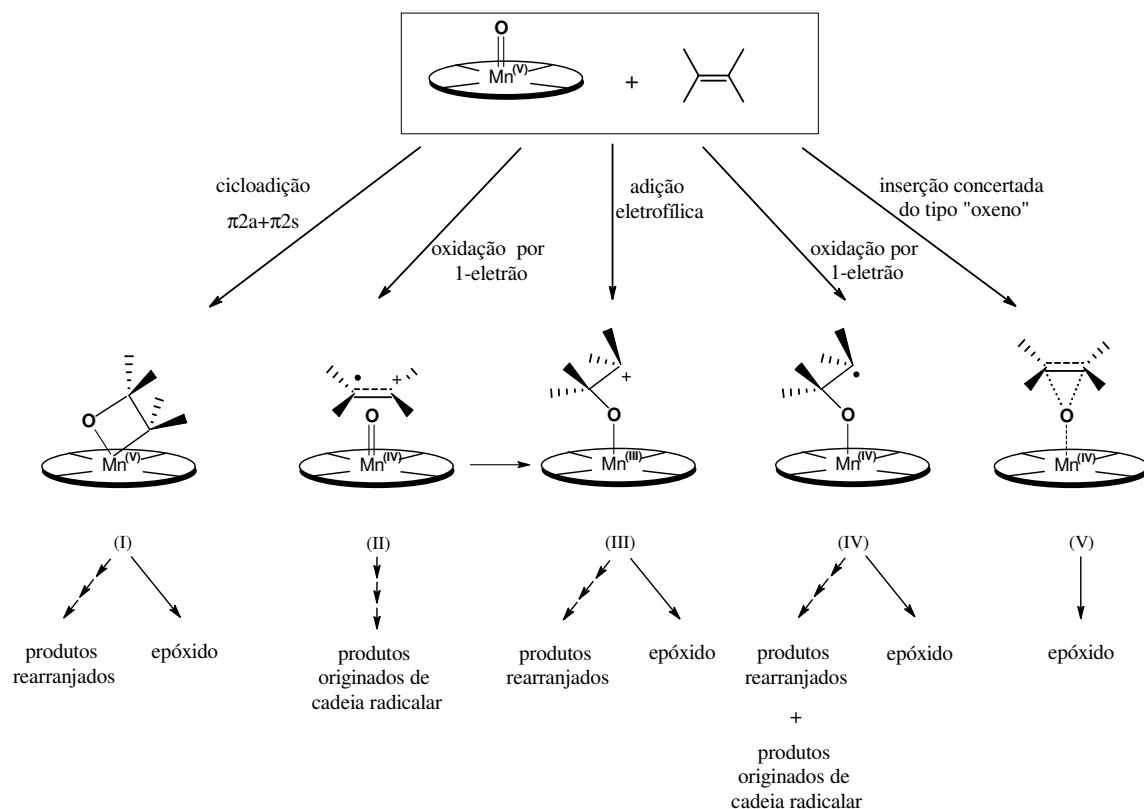 O
Mn(V)
+
cicloadição
π2a+π2s
oxidação por
1-eletrão
adição
eletrofílica
oxidação por
1-eletrão
inserção concertada
do tipo "oxeno"
O
Mn(V)
• +
O
Mn(IV)
+
O
Mn(III)
•
O
Mn(IV)
O
Mn(IV)
(I)
(II)
(III)
(IV)
(V)
produtos
rearranjados
epóxido
produtos
originados de
cadeia radicalar
produtos
rearranjados
epóxido
produtos
rearranjados
+
produtos
originados de
cadeia radicalar
epóxido
epóxido